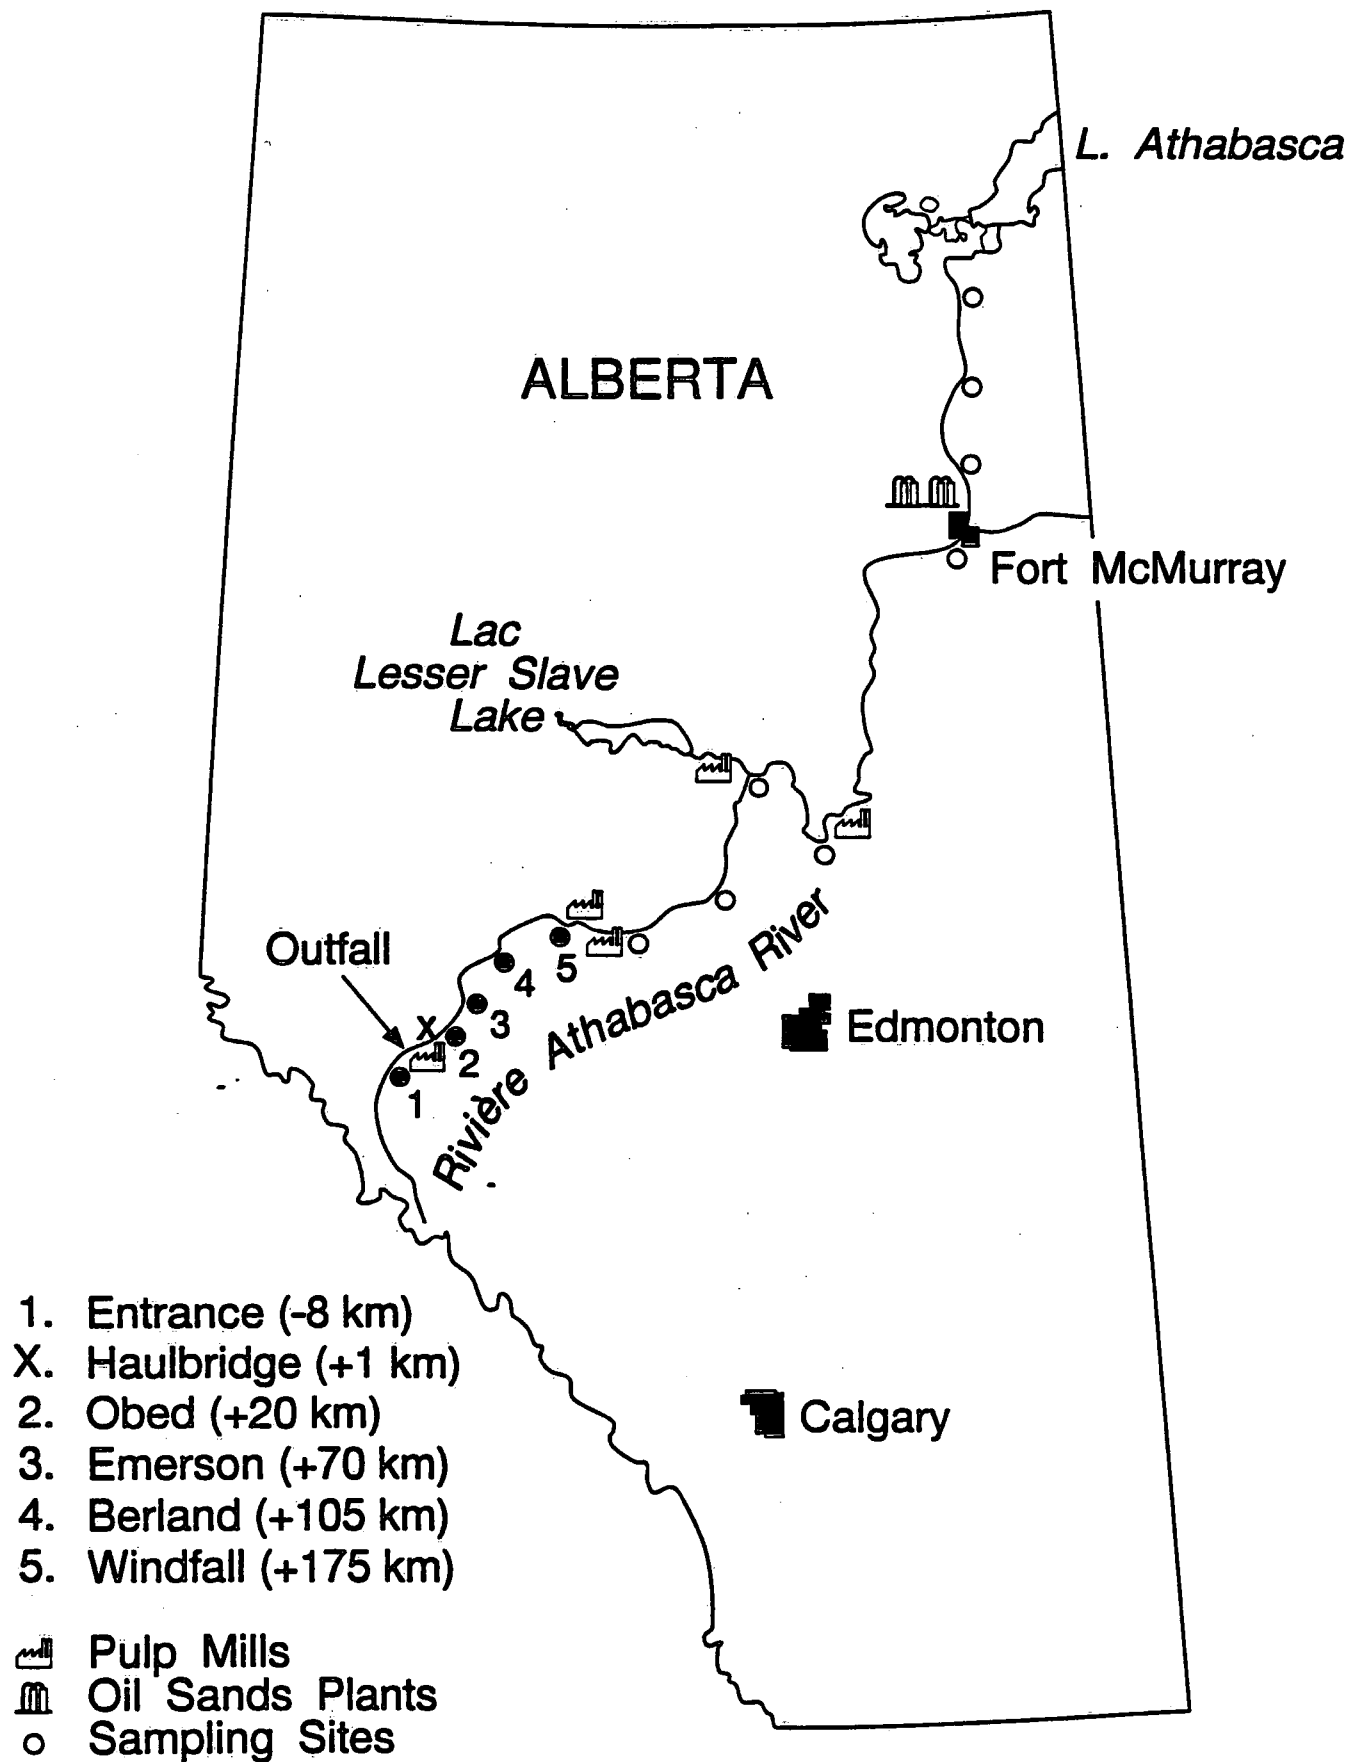 L. Athabasca
ALBERTA
Fort McMurray
Lac
Lesser Slave
Lake
Outfall
X
1
2
3
4
5
Rivière Athabasca River
Edmonton
Calgary
1. Entrance (-8 km)
X. Haulbridge (+1 km)
2. Obed (+20 km)
3. Emerson (+70 km)
4. Berland (+105 km)
5. Windfall (+175 km)
Pulp Mills
Oil Sands Plants
Sampling Sites